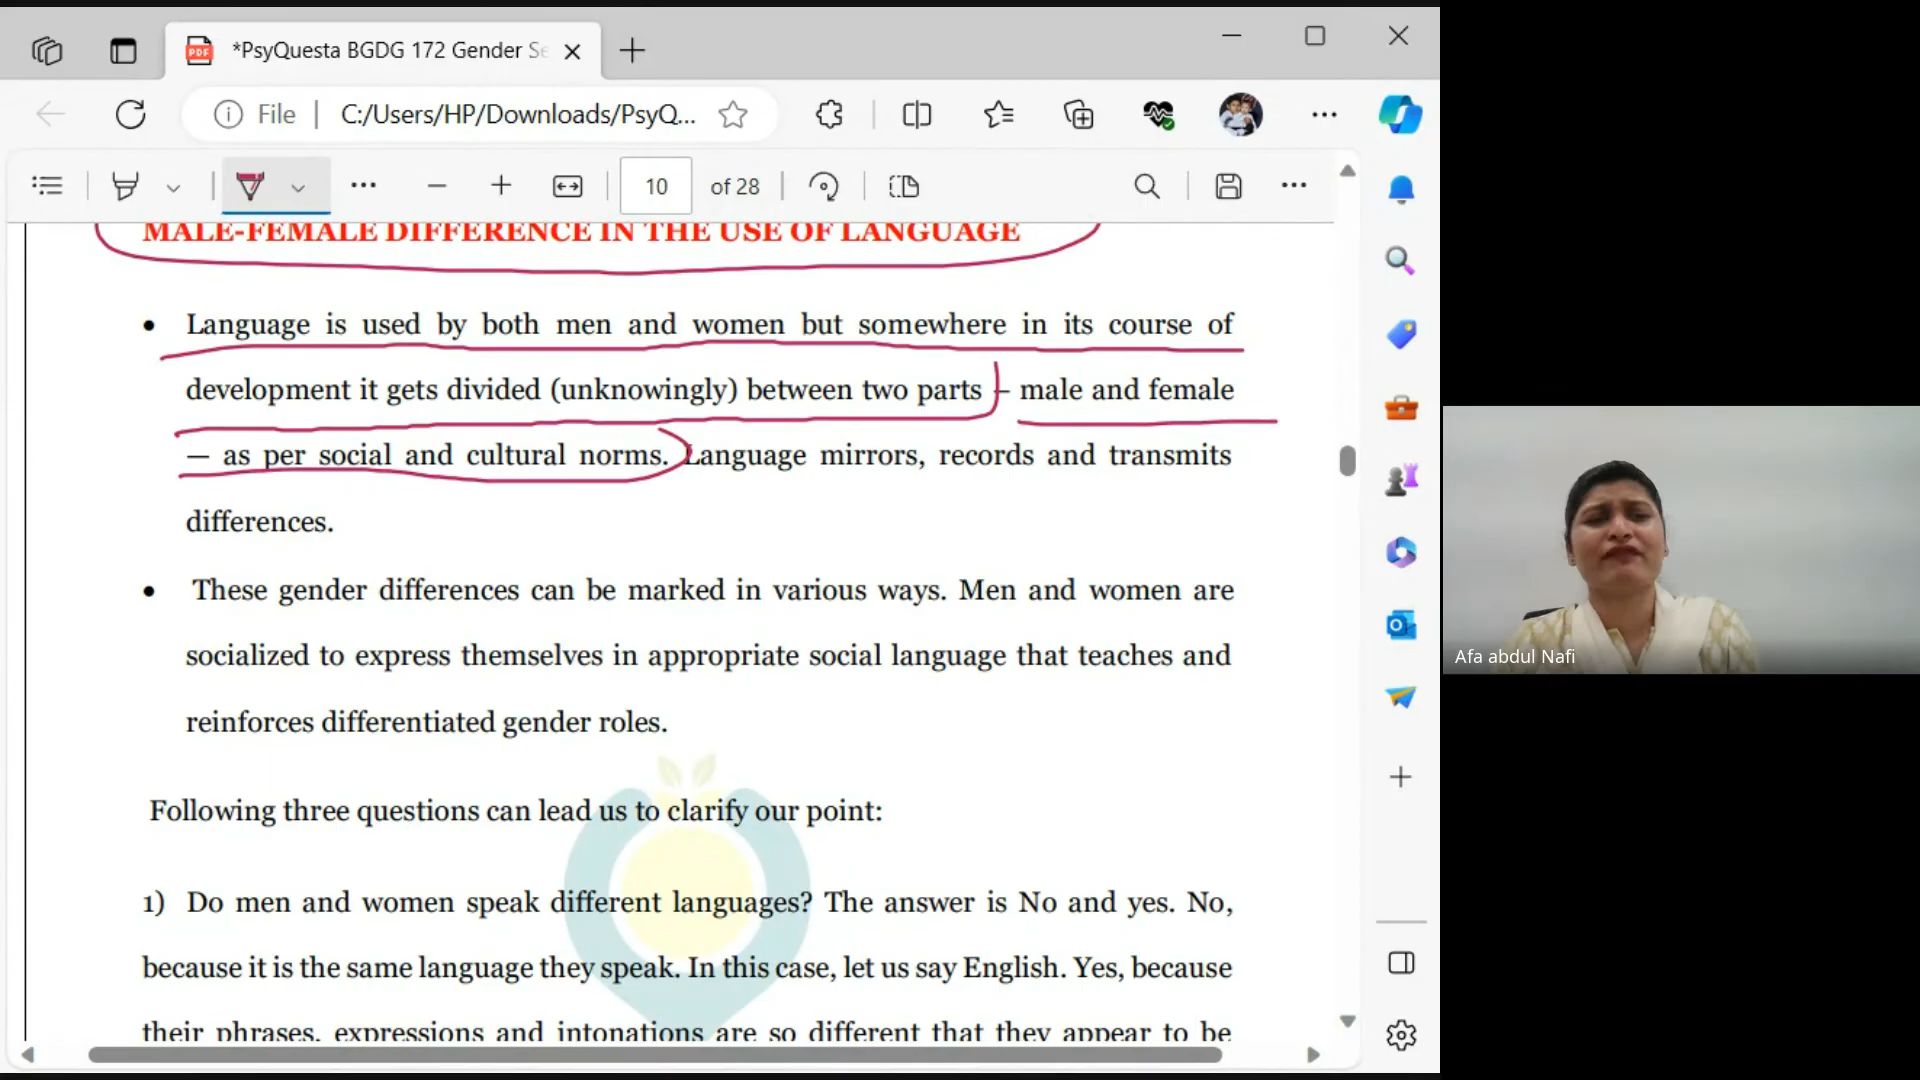 *PsyQuesta BGDG 172 Gender Se
File
C:/Users/HP/Downloads/PsyQ...
10 of 28
MALE-FEMALE DIFFERENCE IN THE USE OF LANGUAGE
• Language is used by both men and women but somewhere in its course of
development it gets divided (unknowingly) between two parts – male and female
— as per social and cultural norms. Language mirrors, records and transmits
differences.
• These gender differences can be marked in various ways. Men and women are
socialized to express themselves in appropriate social language that teaches and
reinforces differentiated gender roles.
Following three questions can lead us to clarify our point:
1) Do men and women speak different languages? The answer is No and yes. No,
because it is the same language they speak. In this case, let us say English. Yes, because
their phrases, expressions and intonations are so different that they appear to be
Afa abdul Nafi